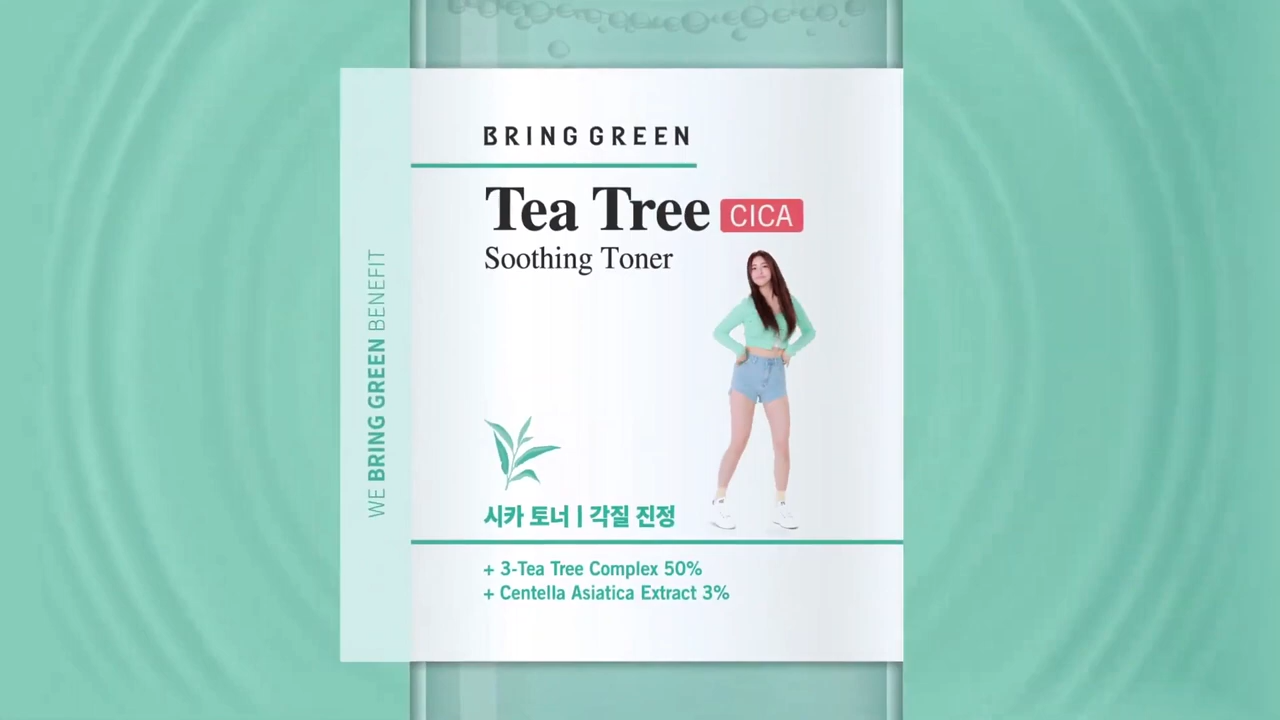 BRING GREEN
Tea Tree CICA
Soothing Toner
시카 토너 | 각질 진정
+ 3-Tea Tree Complex 50%
+ Centella Asiatica Extract 3%
WE BRING GREEN BENEFIT